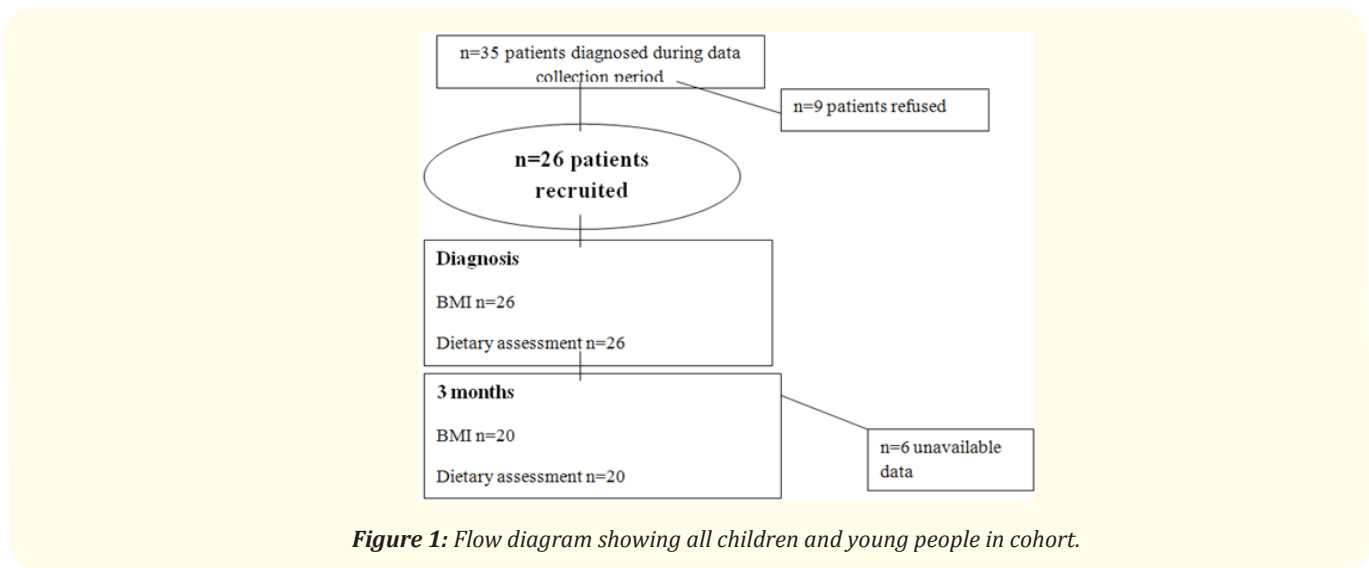 n=35 patients diagnosed during data
collection period
n=9 patients refused
n=26 patients
recruited
Diagnosis
BMI n=26
Dietary assessment n=26
3 months
BMI n=20
Dietary assessment n=20
n=6 unavailable
data
Figure 1: Flow diagram showing all children and young people in cohort.